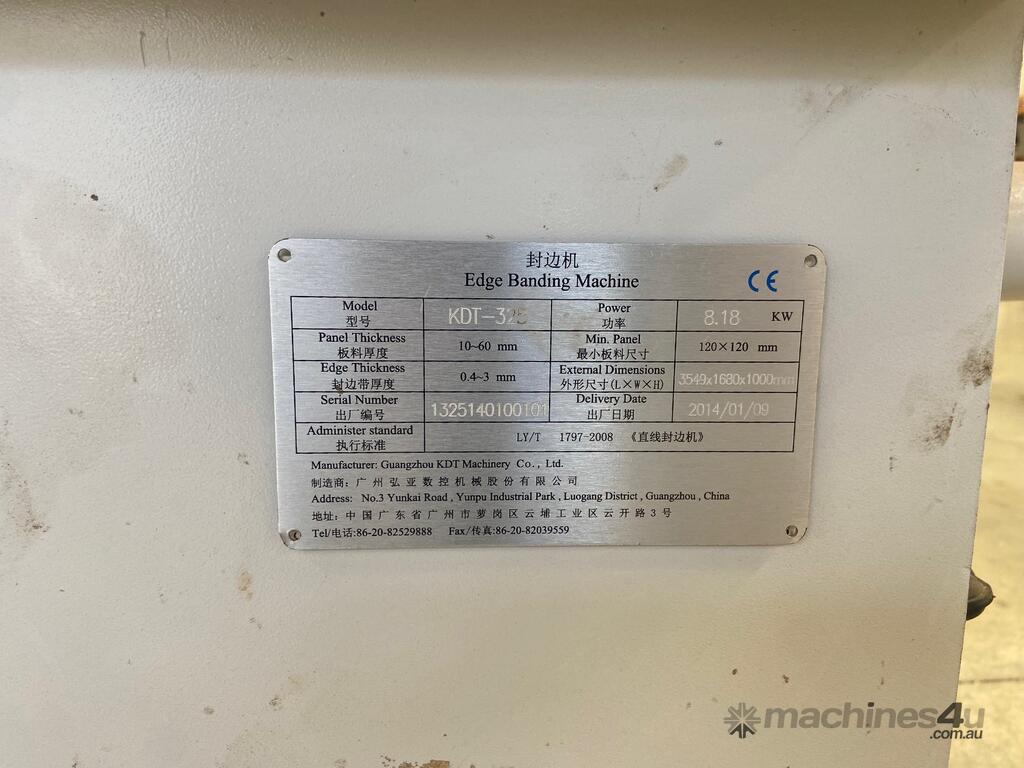 封边机
Edge Banding Machine CE
Model 型号 KDT-325 Power 功率 8.18 KW
Panel Thickness 板料厚度 10~60 mm Min. Panel 最小板料尺寸 120×120 mm
Edge Thickness 封边带厚度 0.4~3 mm External Dimensions 外形尺寸(L×W×H) 3549x1680x1000mm
Serial Number 出厂编号 1325140100101 Delivery Date 出厂日期 2014/01/09
Administer standard 执行标准 LY/T 1797-2008 《直线封边机》
Manufacturer: Guangzhou KDT Machinery Co., Ltd.
制造商: 广州弘亚数控机械股份有限公司
Address: No.3 Yunkai Road, Yunpu Industrial Park, Luogang District, Guangzhou, China
地址: 中国广东省广州市萝岗区云埔工业区云开路3号
Tel/电话:86-20-82529888 Fax/传真:86-20-82039559
machines4u
.com.au